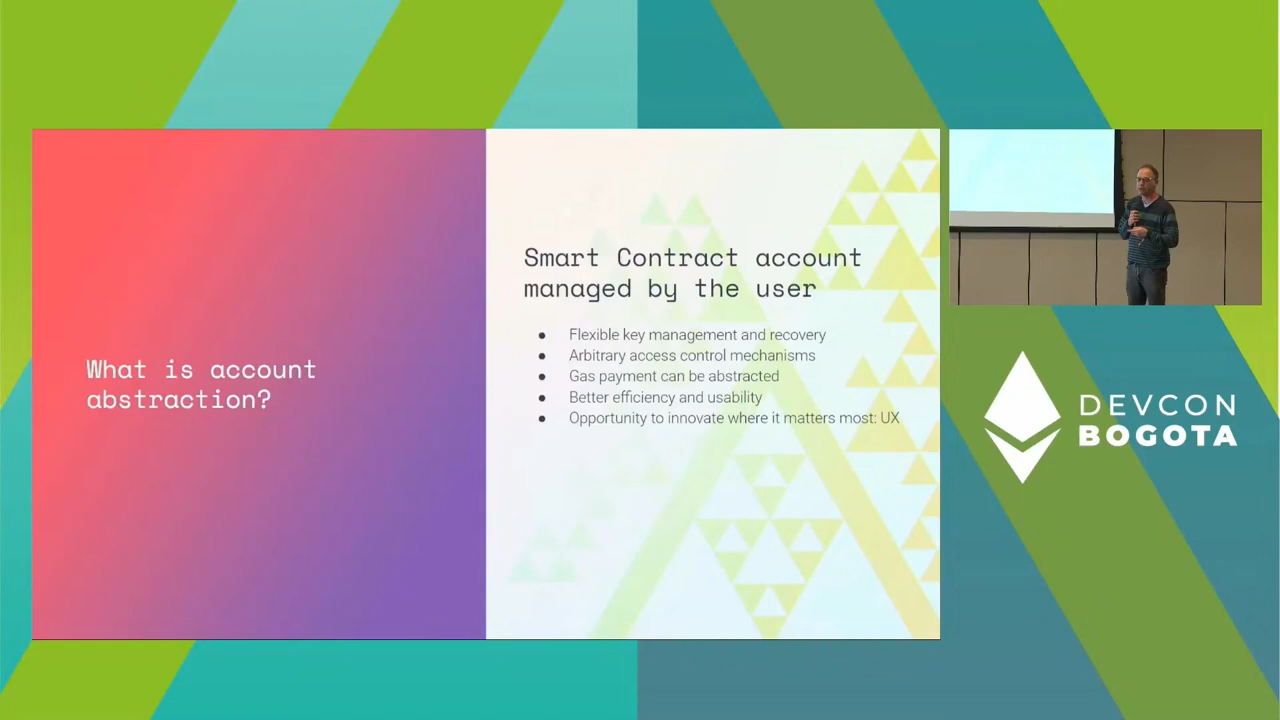 What is account
abstraction?
Smart Contract account
managed by the user
● Flexible key management and recovery
● Arbitrary access control mechanisms
● Gas payment can be abstracted
● Better efficiency and usability
● Opportunity to innovate where it matters most: UX
DEVCON
BOGOTA